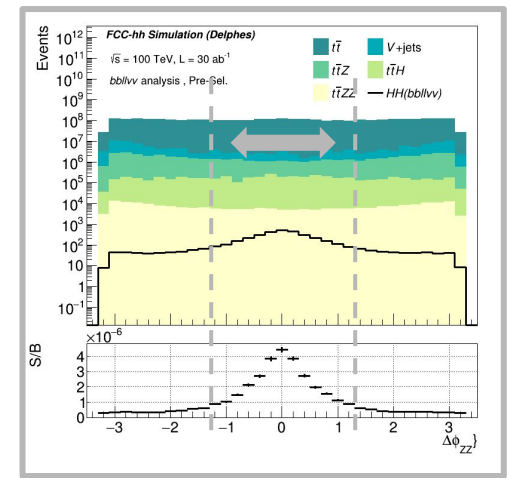 FCC-hh Simulation (Delphes)
√s = 100 TeV, L = 30 ab⁻¹
bbllvv analysis , Pre-Sel.
tt̄ V+jets
tt̄Z tt̄H
tt̄ZZ HH(bbllvv)
Events
10¹²
10¹¹
10¹⁰
10⁹
10⁸
10⁷
10⁶
10⁵
10⁴
10³
10²
10
1
10⁻¹
×10⁻⁶
S/B
4
3
2
1
0
−3 −2 −1 0 1 2 3
Δϕ_ZZ}